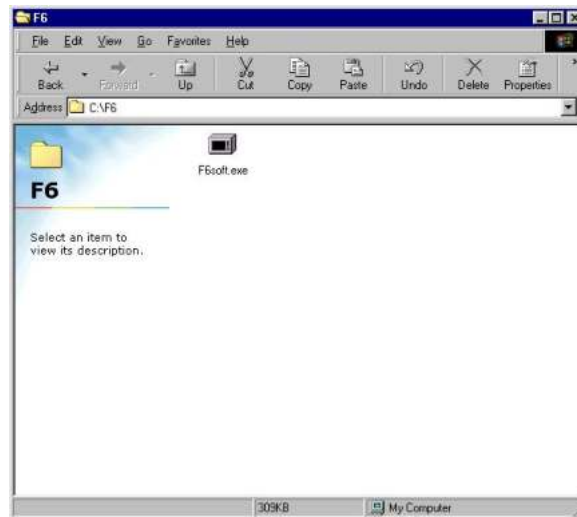 F6
File Edit View Go Favorites Help
Back Forward Up Cut Copy Paste Undo Delete Properties
Address C:\F6
F6soft.exe
F6
Select an item to
view its description.
309KB My Computer